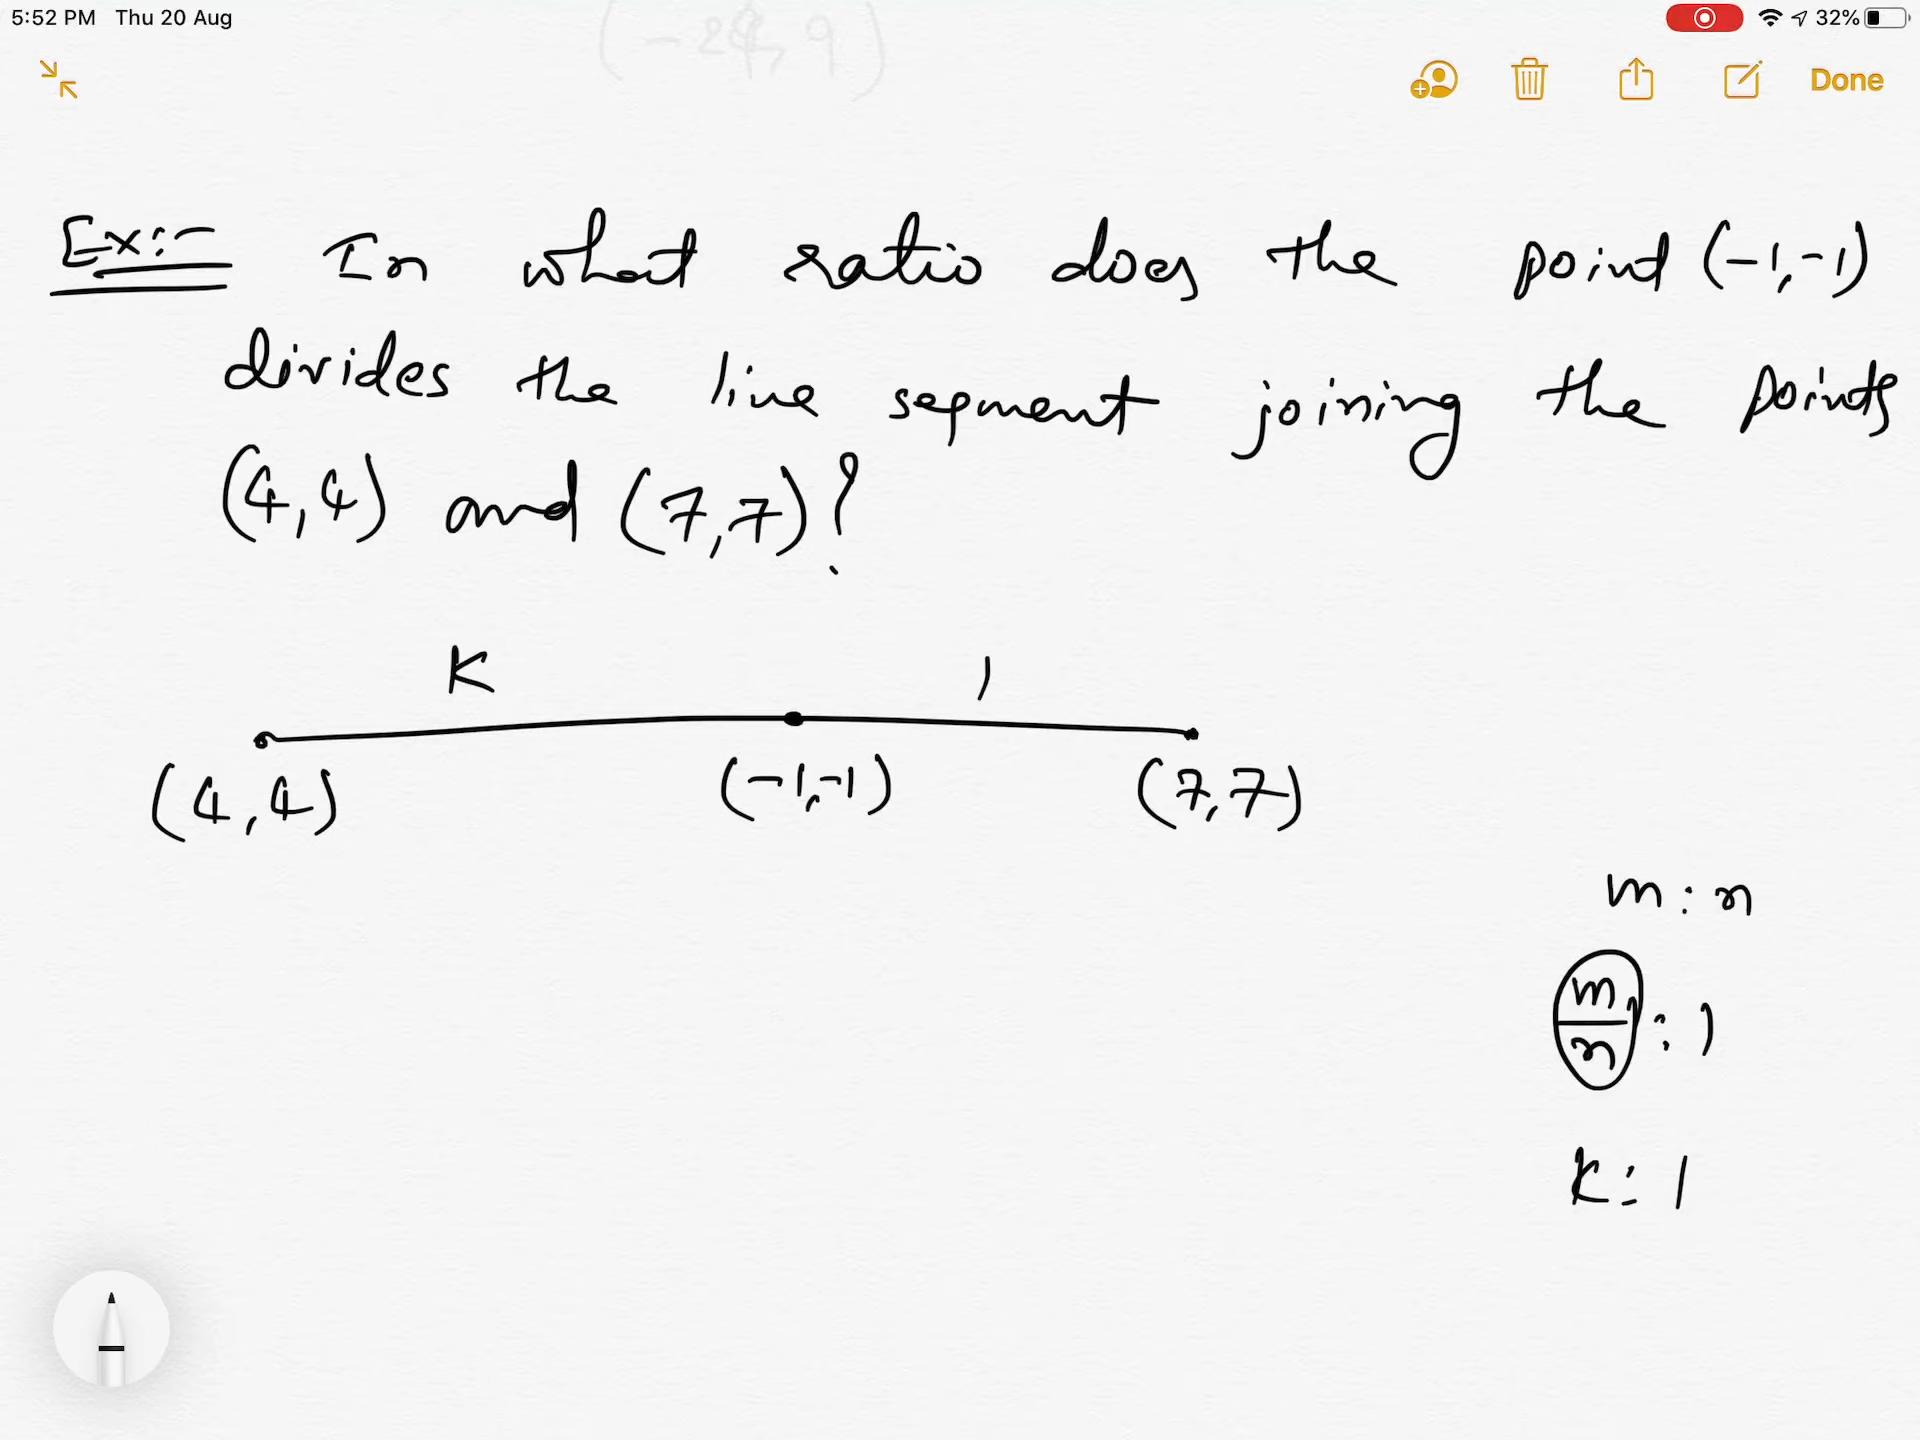 5:52 PM Thu 20 Aug
32%
(-24, 9)
Done
Ex:- In what ratio does the point (-1,-1)
divides the line segment joining the points
(4,4) and (7,7)?
K 1
(4,4) (-1,-1) (7,7)
m : n
m/n : 1
k : 1